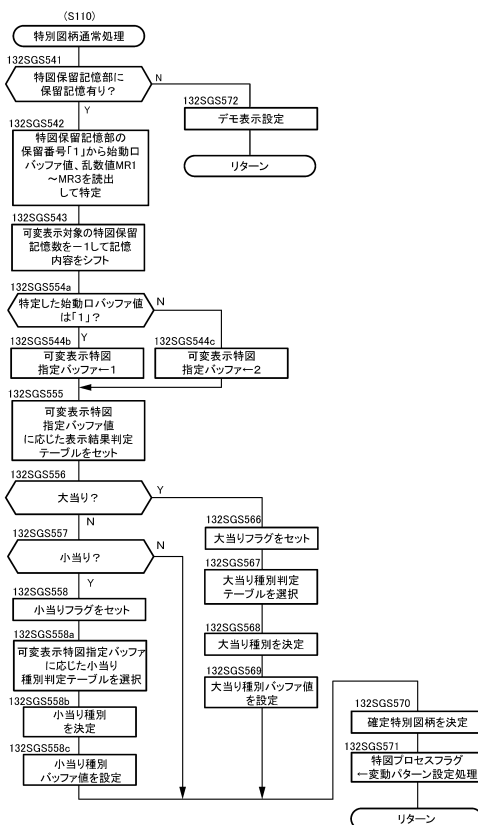 (S110)
特別図柄通常処理
132SGS541
特図保留記憶部に
保留記憶有り？
N
Y
132SGS572
デモ表示設定
リターン
132SGS542
特図保留記憶部の
保留番号「1」から始動口
バッファ値、乱数値MR1
～MR3を読出
して特定
132SGS543
可変表示対象の特図保留
記憶数を－1して記憶
内容をシフト
132SGS554a
特定した始動口バッファ値
は「1」？
N
Y
132SGS544b
可変表示特図
指定バッファ←1
132SGS544c
可変表示特図
指定バッファ←2
132SGS555
可変表示特図
指定バッファ値
に応じた表示結果判定
テーブルをセット
132SGS556
大当り？
Y
N
132SGS557
小当り？
N
Y
132SGS558
小当りフラグをセット
132SGS558a
可変表示特図指定バッファ
に応じた小当り
種別判定テーブルを選択
132SGS558b
小当り種別
を決定
132SGS558c
小当り種別
バッファ値を設定
132SGS566
大当りフラグをセット
132SGS567
大当り種別判定
テーブルを選択
132SGS568
大当り種別を決定
132SGS569
大当り種別バッファ値
を設定
132SGS570
確定特別図柄を決定
132SGS571
特図プロセスフラグ
←変動パターン設定処理
リターン